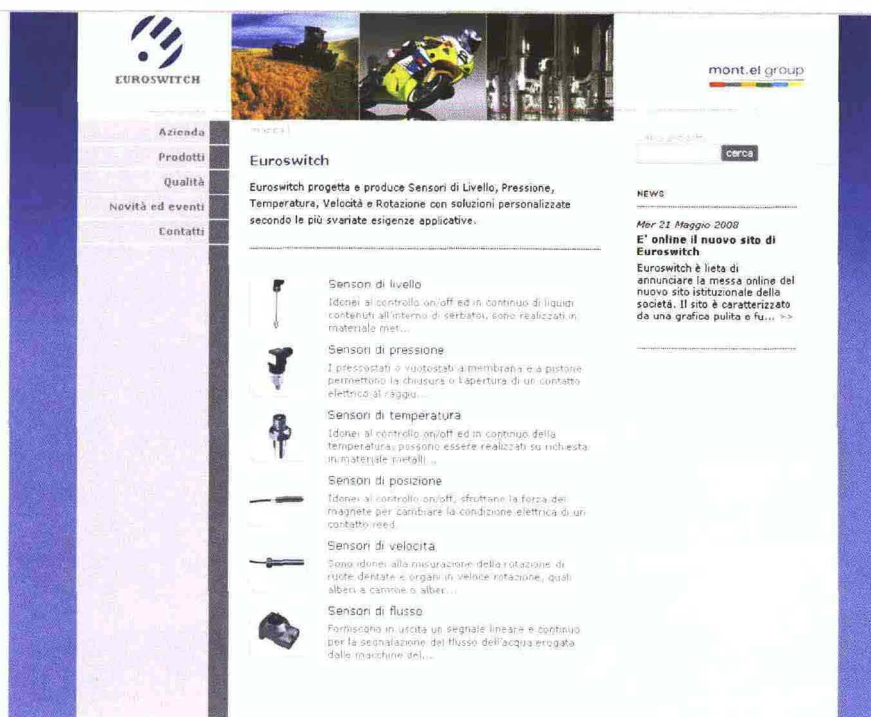 EUROSWITCH
mont.el group
Azienda
Prodotti
Qualità
Novità ed eventi
Contatti
cerca
Euroswitch
Euroswitch progetta e produce Sensori di Livello, Pressione,
Temperatura, Velocità e Rotazione con soluzioni personalizzate
secondo le più svariate esigenze applicative.
Sensori di livello
Idonei al controllo on/off ed in continuo di liquidi
contenuti all'interno di serbatoi, sono realizzati in
materiale met...
Sensori di pressione
I pressostati o vuotostati a membrana e a pistone
permettono la chiusura o l'apertura di un contatto
elettrico al raggiu...
Sensori di temperatura
Idonei al controllo on/off ed in continuo della
temperatura, possono essere realizzati su richiesta
in materiale metalli...
Sensori di posizione
Idonei al controllo on/off, sfruttano la forza del
magnete per cambiare la condizione elettrica di un
contatto reed
Sensori di velocità
Sono idonei alla misurazione della rotazione di
ruote dentate e organi in veloce rotazione, quali
alberi a camme o alber...
Sensori di flusso
Forniscono in uscita un segnale lineare e continuo
per la segnalazione del flusso dell'acqua erogata
dalle macchine del...
NEWS
Mer 21 Maggio 2008
E' online il nuovo sito di
Euroswitch
Euroswitch è lieta di
annunciare la messa online del
nuovo sito istituzionale della
società. Il sito è caratterizzato
da una grafica pulita e fu... >>